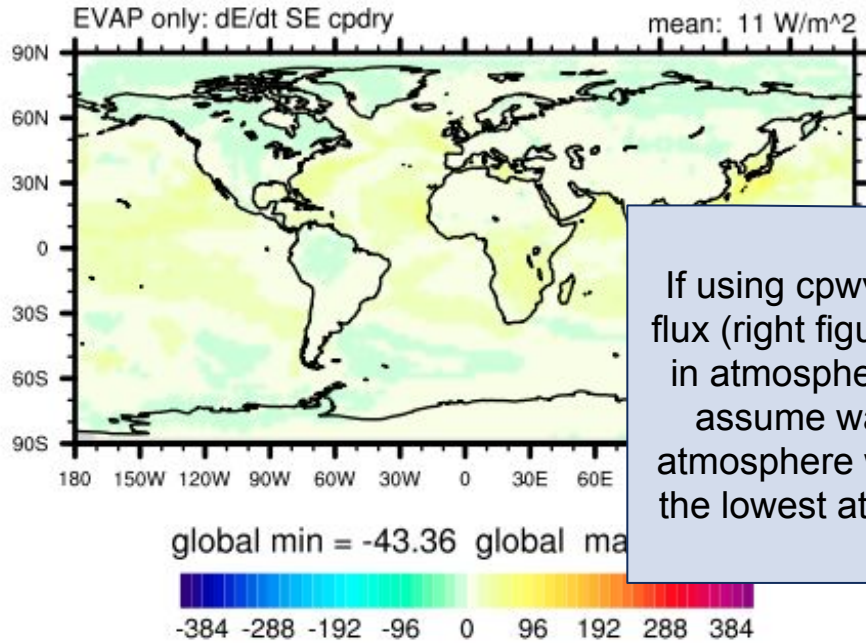 EVAP only: dE/dt SE cpdry mean: 11 W/m^2
90N
60N
30N
0
30S
60S
90S
180 150W 120W 90W 60W 30W 0 30E 60E
If using cpwv
flux (right figu
in atmosphe
assume wa
atmosphere
the lowest at
global min = -43.36 global ma
-384 -288 -192 -96 0 96 192 288 384